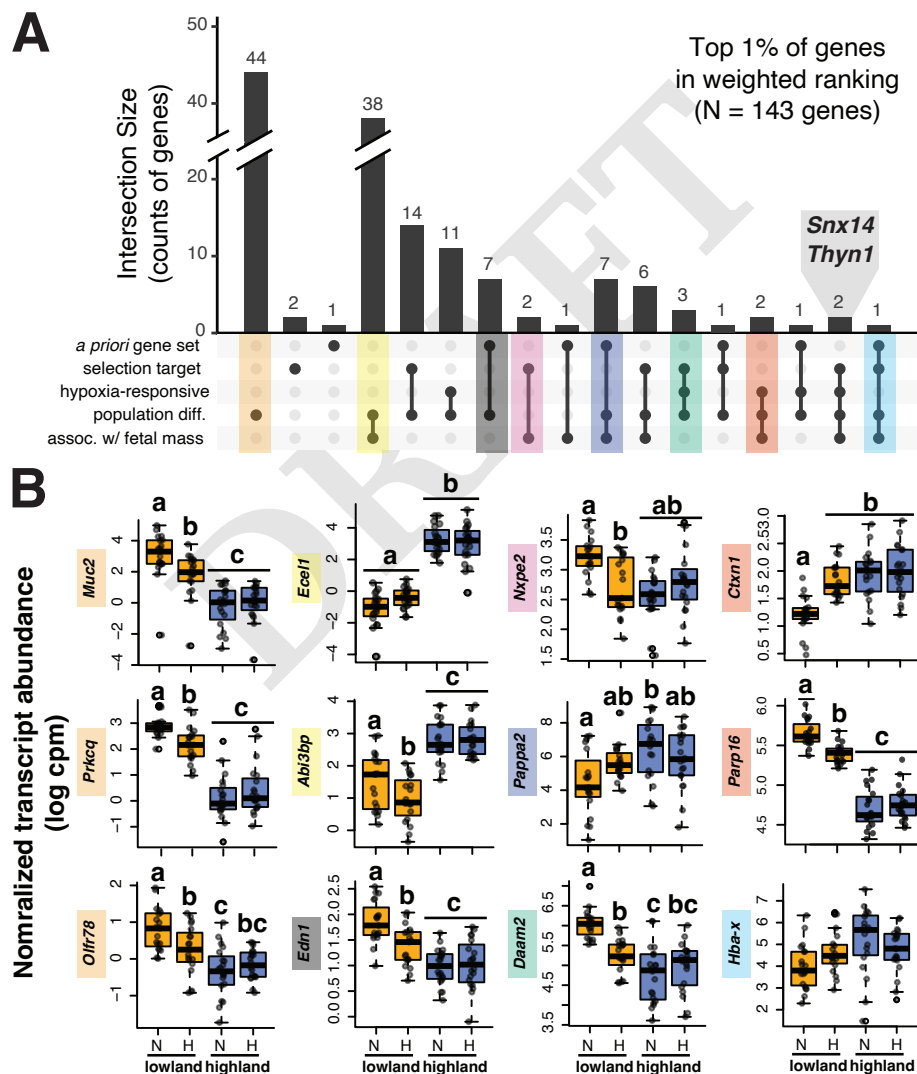 A
50
40
20
10
0
Intersection Size
(counts of genes)
Top 1% of genes
in weighted ranking
(N = 143 genes)
44
2
1
38
14
11
7
2
1
7
6
3
1
2
1
2
1
Snx14
Thyn1
DRAFT
a priori gene set
selection target
hypoxia-responsive
population diff.
assoc. w/ fetal mass
B
Nomralized transcript abundance
(log cpm)
Muc2
4
2
0
−2
−4
a
b
c
Ecel1
4
2
0
−2
−4
a
b
Nxpe2
3.5
3.0
2.5
2.0
1.5
a
b
ab
Ctxn1
2.53.0
2.0
1.5
1.0
0.5
a
b
Prkcq
3
2
1
0
−1
a
b
c
Abi3bp
4
3
2
1
0
a
b
c
Pappa2
8
6
4
2
a
ab
b
ab
Parp16
6.0
5.5
5.0
4.5
a
b
c
Olfr78
2
1
0
−1
a
b
c
bc
Edn1
2.5
2.0
1.5
1.0
0.0 0.5
a
b
c
Daam2
6.5
5.5
4.5
3.5
a
b
c
bc
Hba-x
7
6
5
4
3
2
N H N H
lowland highland
N H N H
lowland highland
N H N H
lowland highland
N H N H
lowland highland